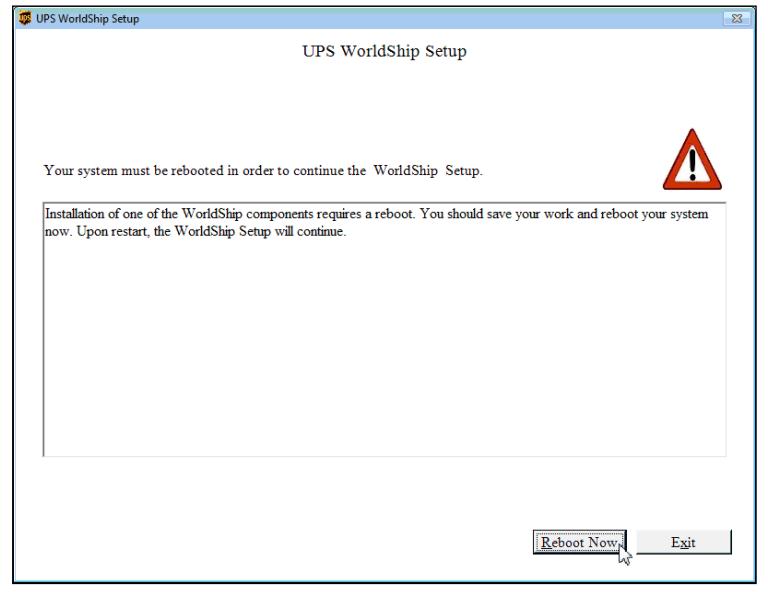 UPS WorldShip Setup
UPS WorldShip Setup
Your system must be rebooted in order to continue the WorldShip Setup.
Installation of one of the WorldShip components requires a reboot. You should save your work and reboot your system
now. Upon restart, the WorldShip Setup will continue.
Reboot Now
Exit